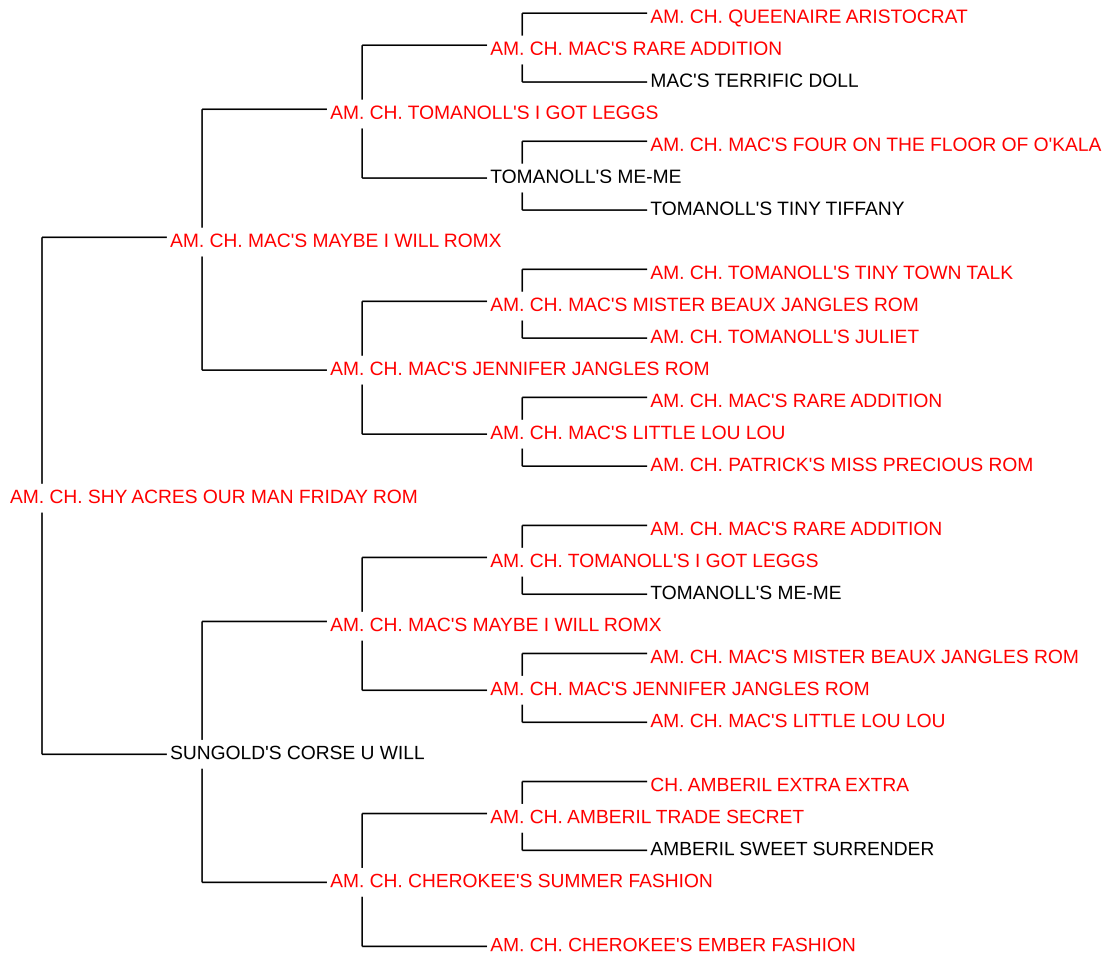 AM. CH. QUEENAIRE ARISTOCRAT
AM. CH. MAC'S RARE ADDITION
MAC'S TERRIFIC DOLL
AM. CH. TOMANOLL'S I GOT LEGGS
AM. CH. MAC'S FOUR ON THE FLOOR OF O'KALA
TOMANOLL'S ME-ME
TOMANOLL'S TINY TIFFANY
AM. CH. MAC'S MAYBE I WILL ROMX
AM. CH. TOMANOLL'S TINY TOWN TALK
AM. CH. MAC'S MISTER BEAUX JANGLES ROM
AM. CH. TOMANOLL'S JULIET
AM. CH. MAC'S JENNIFER JANGLES ROM
AM. CH. MAC'S RARE ADDITION
AM. CH. MAC'S LITTLE LOU LOU
AM. CH. PATRICK'S MISS PRECIOUS ROM
AM. CH. SHY ACRES OUR MAN FRIDAY ROM
AM. CH. MAC'S RARE ADDITION
AM. CH. TOMANOLL'S I GOT LEGGS
TOMANOLL'S ME-ME
AM. CH. MAC'S MAYBE I WILL ROMX
AM. CH. MAC'S MISTER BEAUX JANGLES ROM
AM. CH. MAC'S JENNIFER JANGLES ROM
AM. CH. MAC'S LITTLE LOU LOU
SUNGOLD'S CORSE U WILL
CH. AMBERIL EXTRA EXTRA
AM. CH. AMBERIL TRADE SECRET
AMBERIL SWEET SURRENDER
AM. CH. CHEROKEE'S SUMMER FASHION
AM. CH. CHEROKEE'S EMBER FASHION